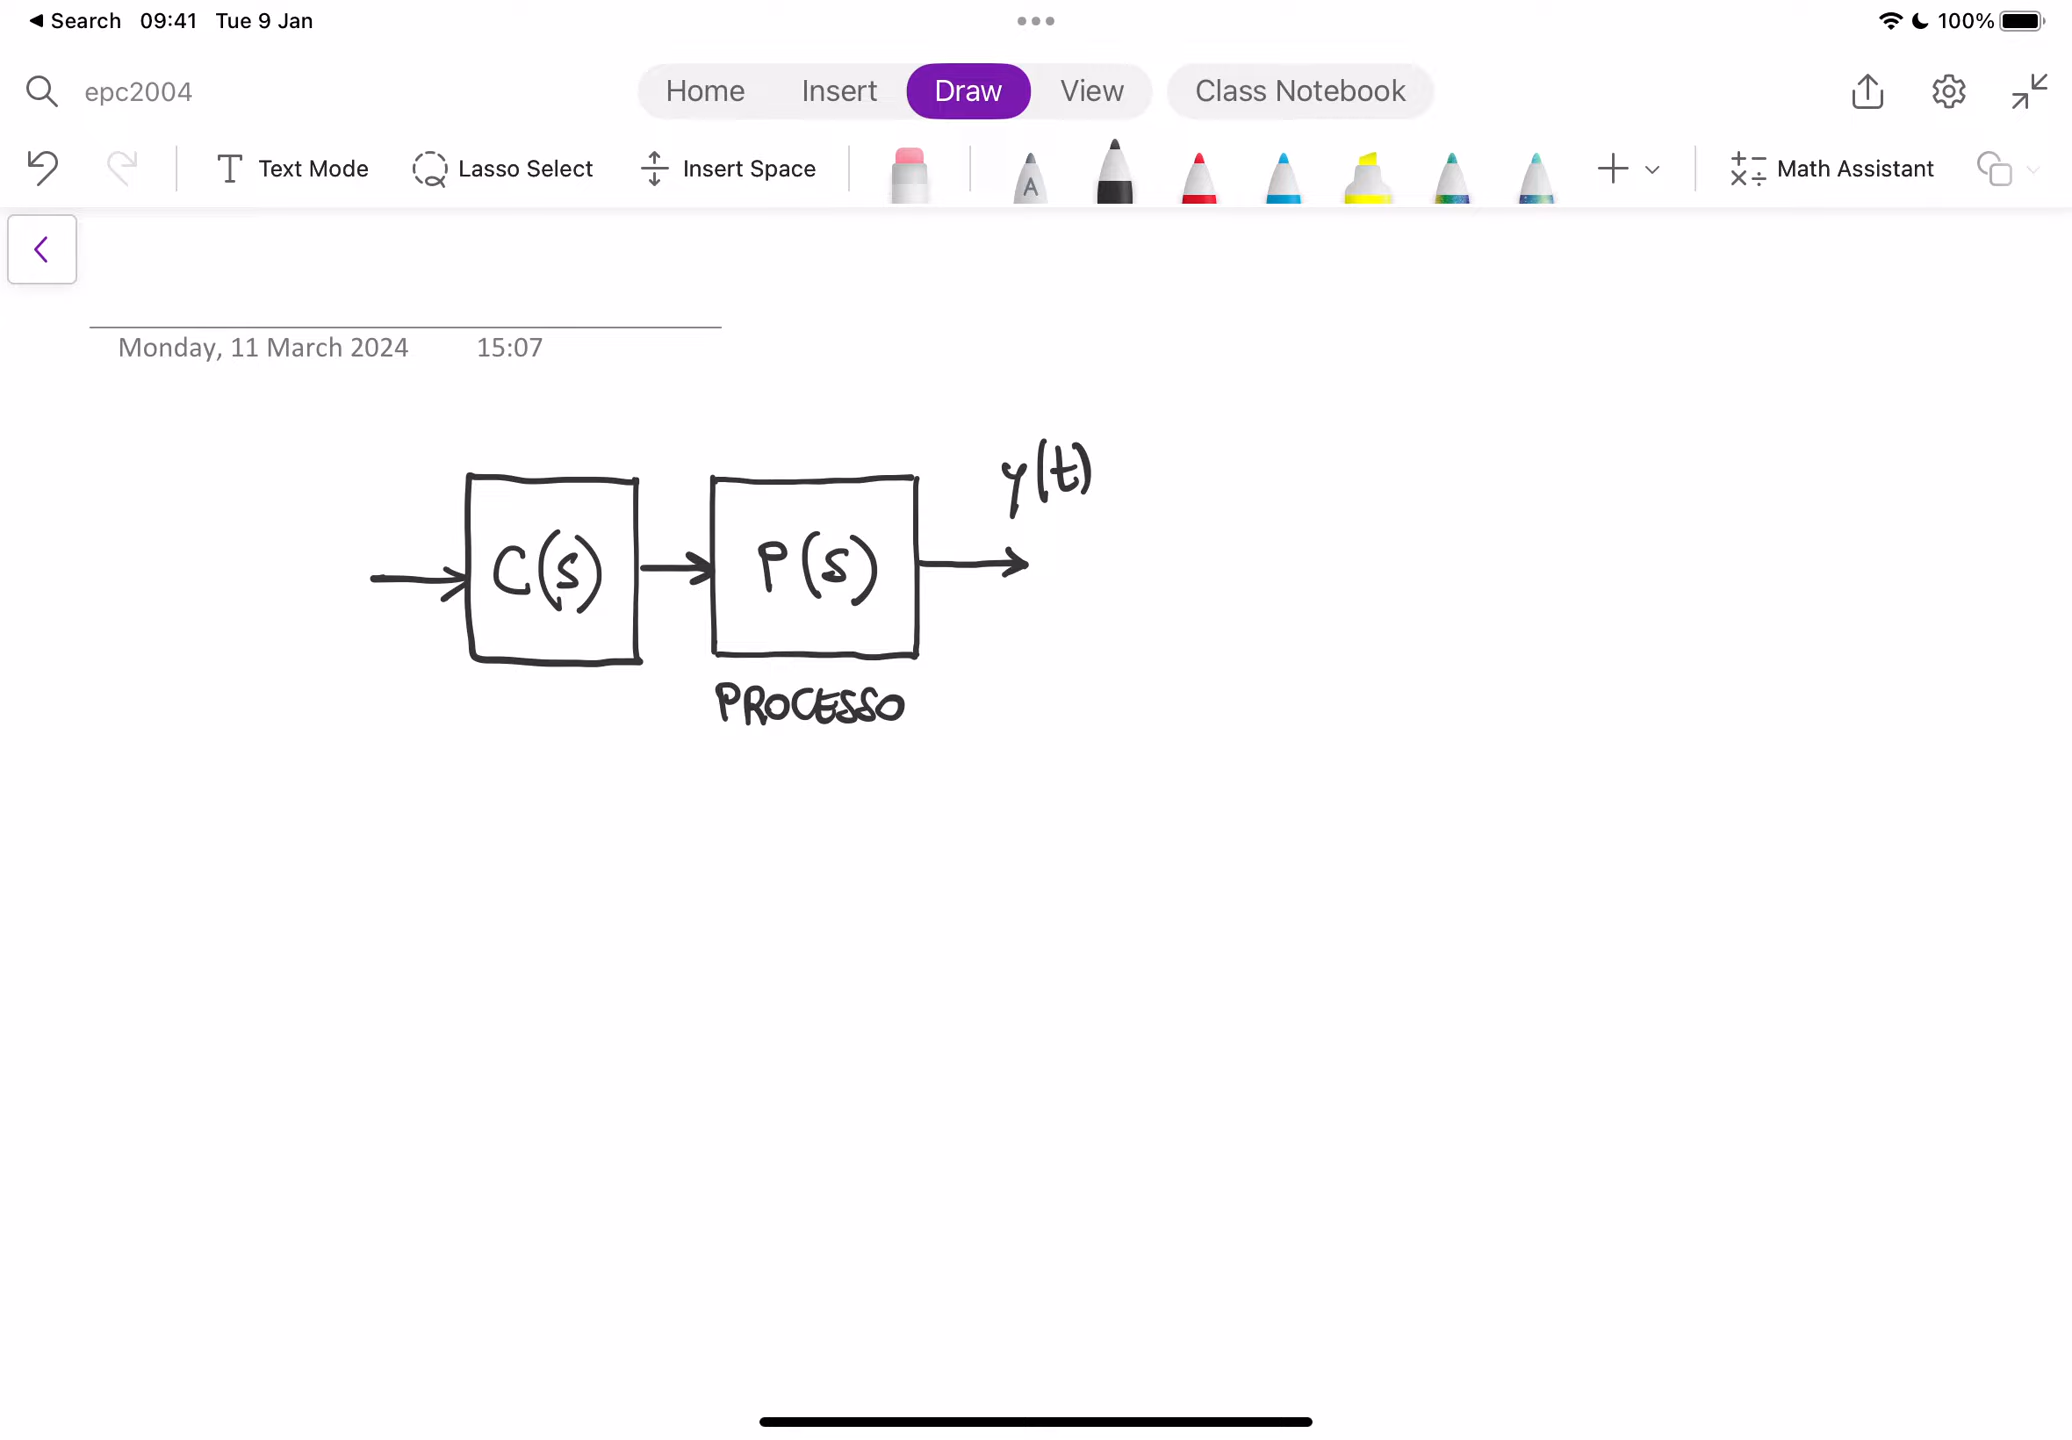 Search 09:41 Tue 9 Jan 100%
epc2004 Home Insert Draw View Class Notebook
Text Mode Lasso Select Insert Space A Math Assistant
Monday, 11 March 2024 15:07
y(t)
C(s) P(s)
PROCESSO